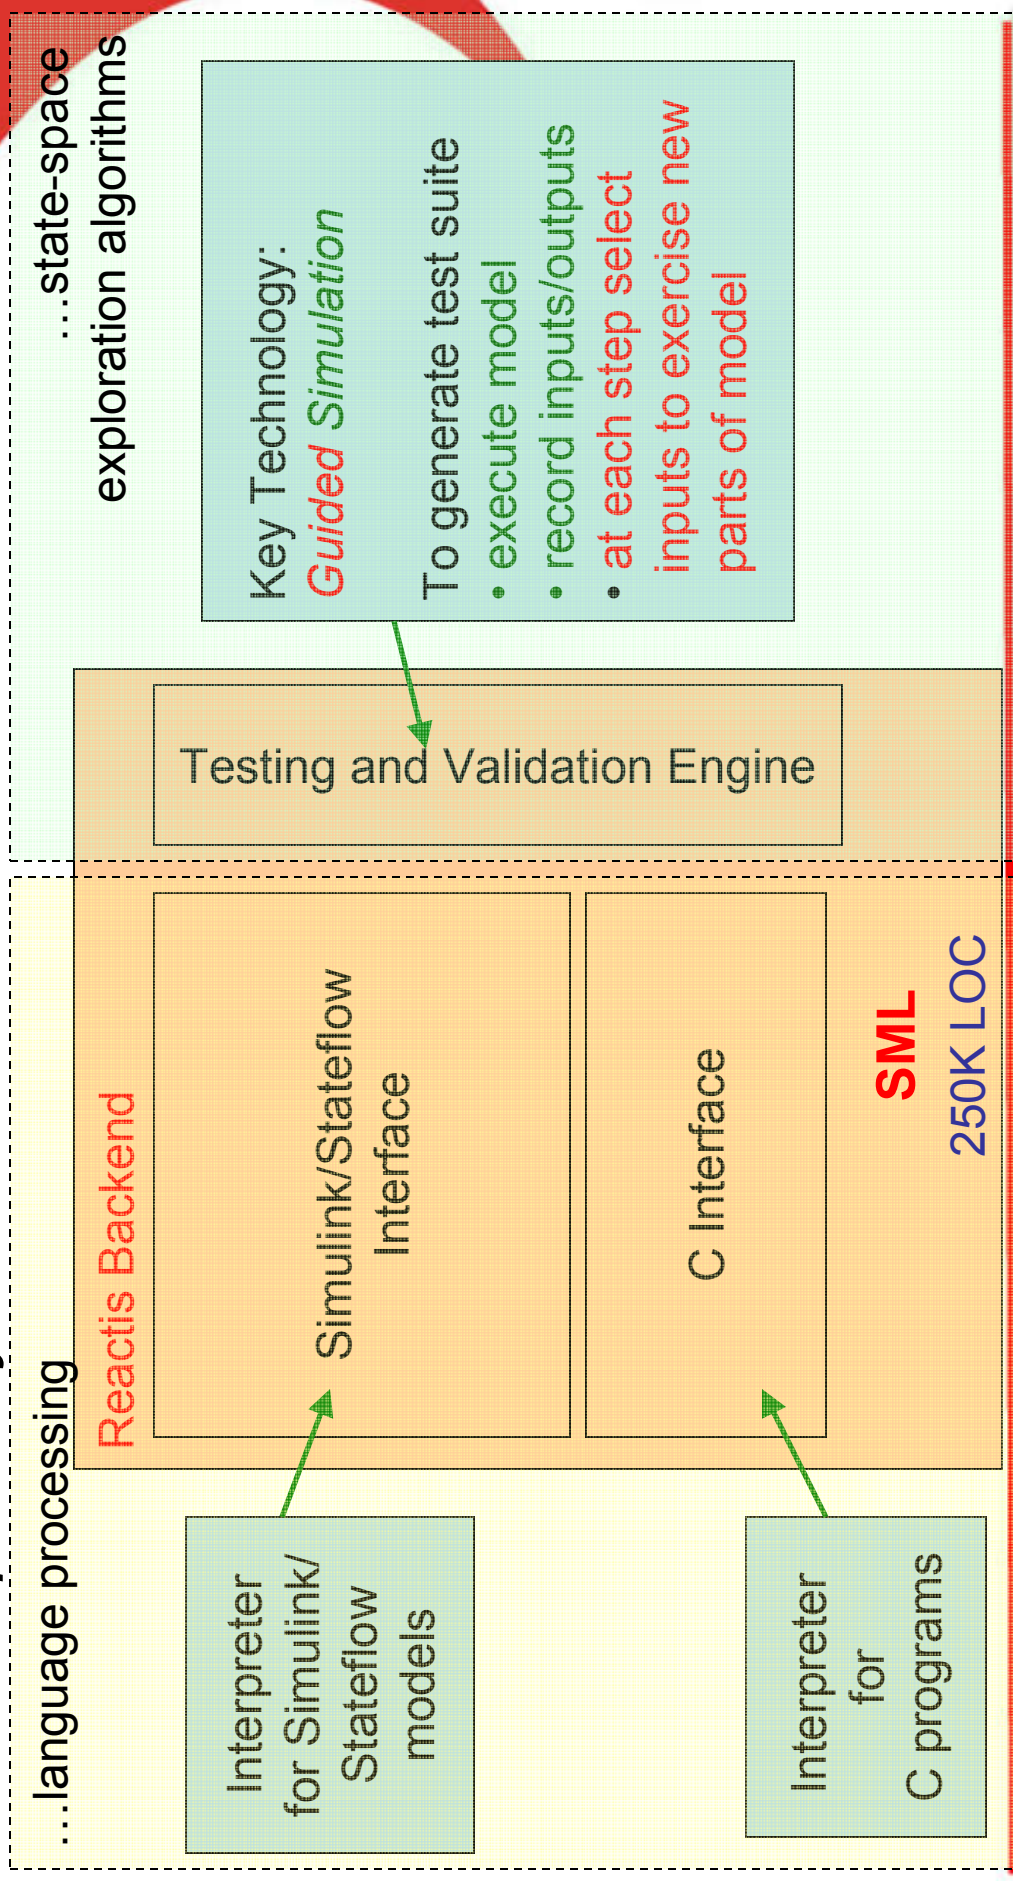 …language processing
…state-space
exploration algorithms
Reactis Backend
Interpreter
for Simulink/
Stateflow
models
Simulink/Stateflow
Interface
Testing and Validation Engine
Key Technology:
Guided Simulation
To generate test suite
• execute model
• record inputs/outputs
• at each step select
inputs to exercise new
parts of model
Interpreter
for
C programs
C Interface
SML
250K LOC